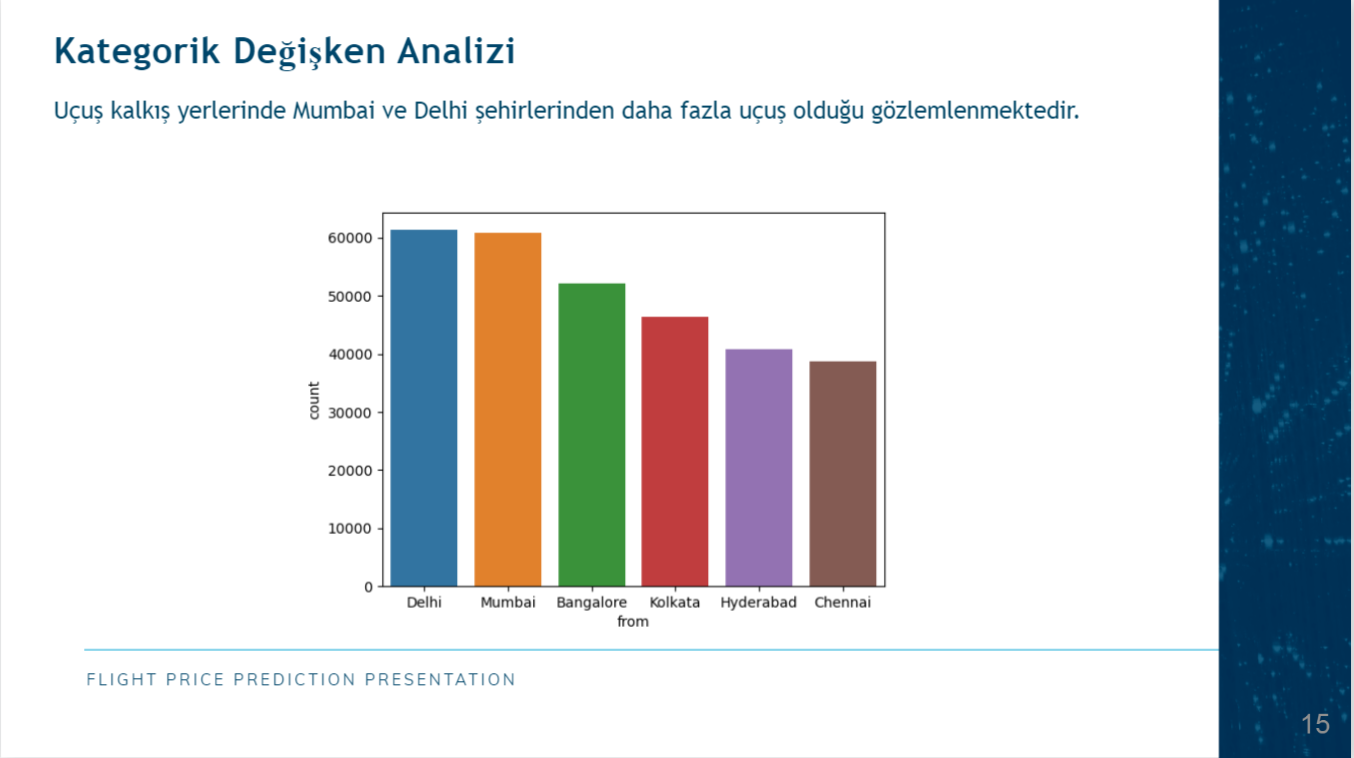 Kategorik Değişken Analizi
Uçuş kalkış yerlerinde Mumbai ve Delhi şehirlerinden daha fazla uçuş olduğu gözlemlenmektedir.
60000
50000
40000
30000
20000
10000
0
count
Delhi Mumbai Bangalore Kolkata Hyderabad Chennai
from
FLIGHT PRICE PREDICTION PRESENTATION
15